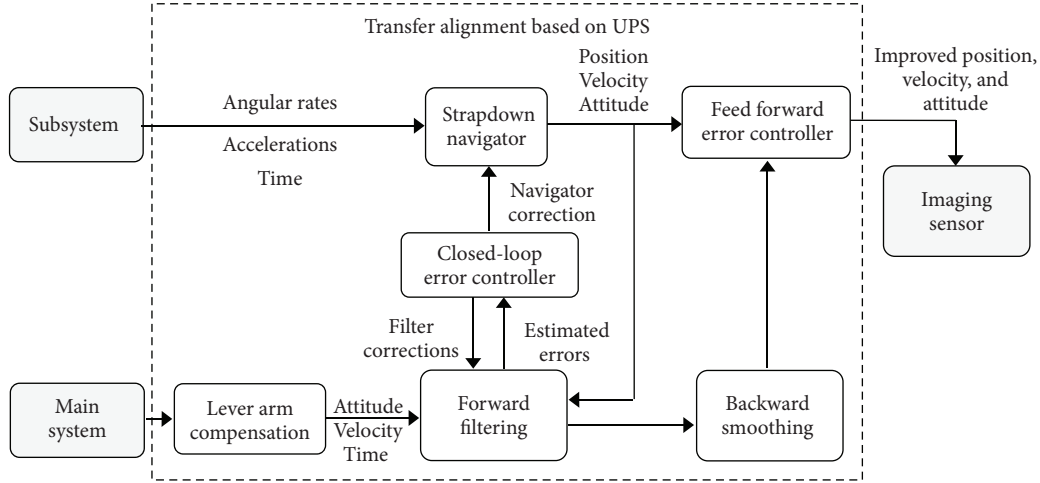 Transfer alignment based on UPS
Subsystem
Angular rates
Accelerations
Time
Strapdown
navigator
Position
Velocity
Attitude
Feed forward
error controller
Improved position,
velocity, and
attitude
Imaging
sensor
Navigator
correction
Closed-loop
error controller
Filter
corrections
Estimated
errors
Main
system
Lever arm
compensation
Attitude
Velocity
Time
Forward
filtering
Backward
smoothing